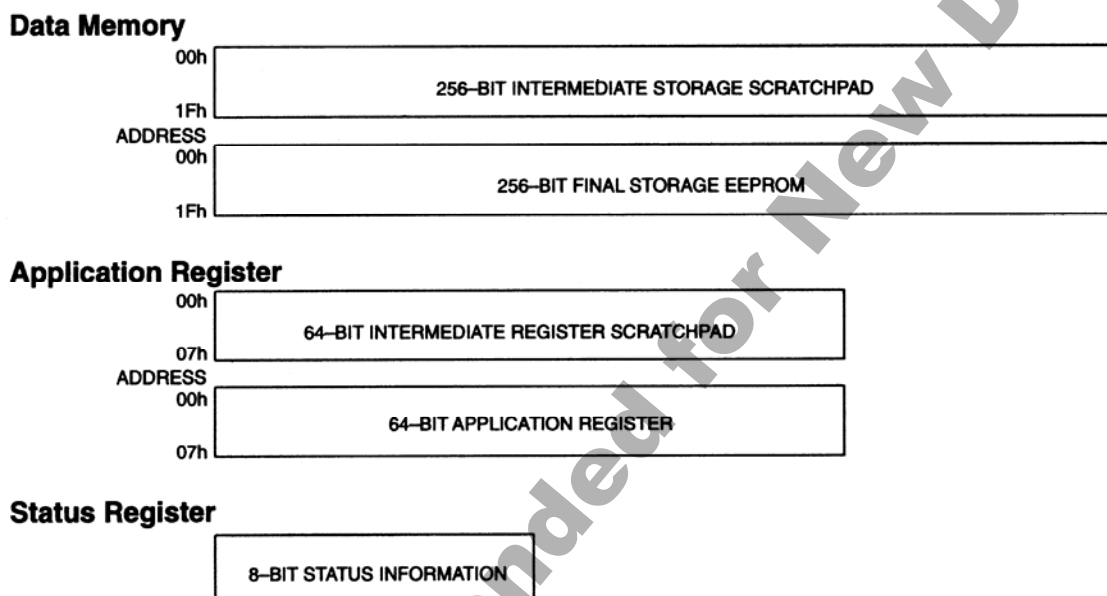 Data Memory
00h
256–BIT INTERMEDIATE STORAGE SCRATCHPAD
1Fh
ADDRESS
00h
256–BIT FINAL STORAGE EEPROM
1Fh
Application Register
00h
64–BIT INTERMEDIATE REGISTER SCRATCHPAD
07h
ADDRESS
00h
64–BIT APPLICATION REGISTER
07h
Status Register
8–BIT STATUS INFORMATION
for New